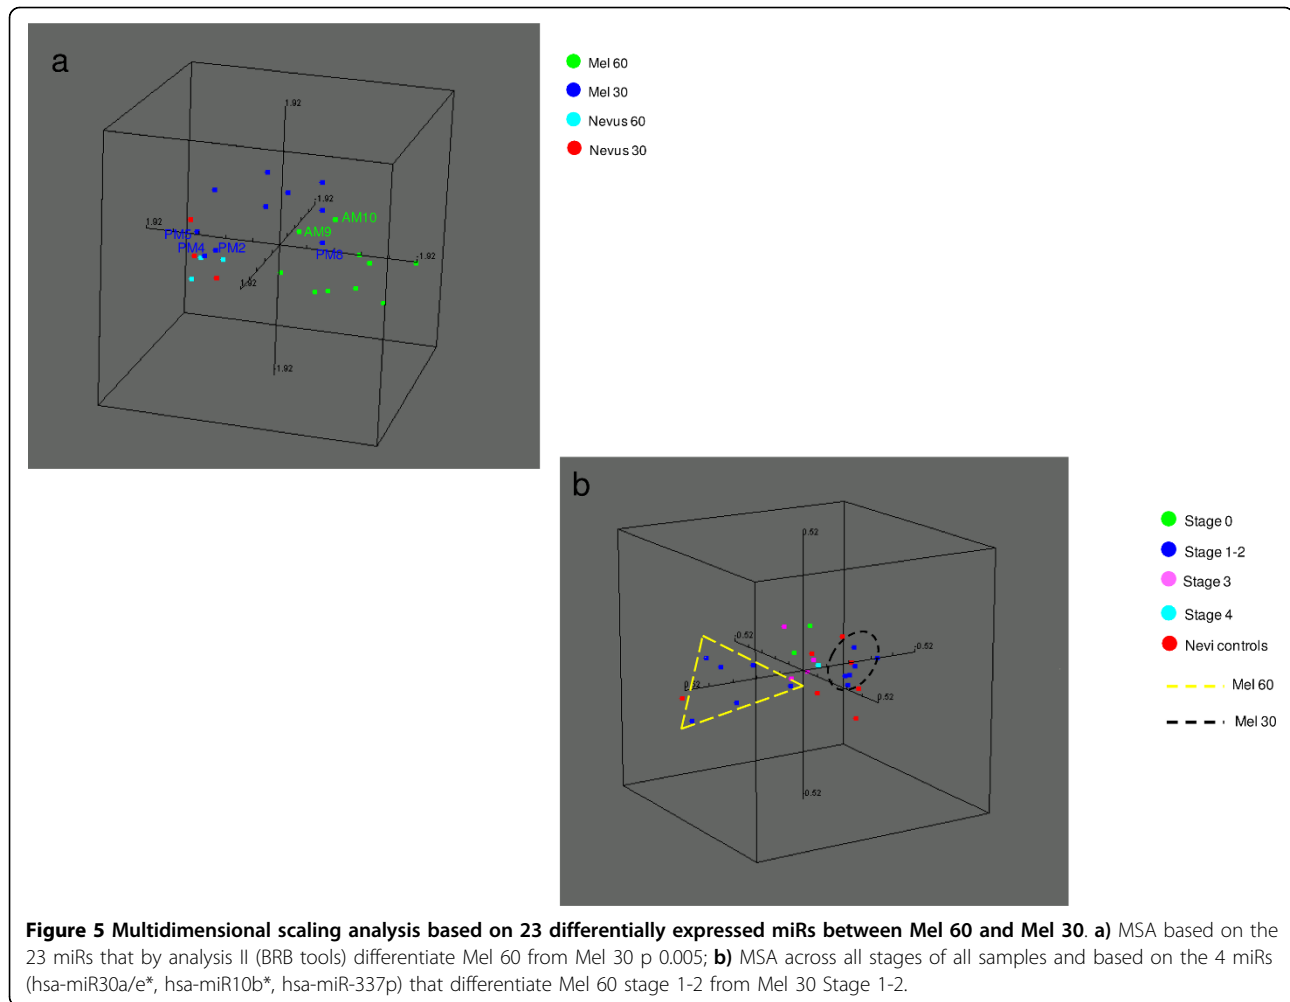 a
Mel 60
Mel 30
Nevus 60
Nevus 30
1.92
-1.92
1.92
AM10
AM9
PM5
PM4
PM2
PM8
-1.92
1.92
-1.92
b
Stage 0
Stage 1-2
Stage 3
Stage 4
Nevi controls
Mel 60
Mel 30
0.52
-0.52
-0.52
0.52
0.52
-0.52
Figure 5 Multidimensional scaling analysis based on 23 differentially expressed miRs between Mel 60 and Mel 30. a) MSA based on the
23 miRs that by analysis II (BRB tools) differentiate Mel 60 from Mel 30 p 0.005; b) MSA across all stages of all samples and based on the 4 miRs
(hsa-miR30a/e*, hsa-miR10b*, hsa-miR-337p) that differentiate Mel 60 stage 1-2 from Mel 30 Stage 1-2.